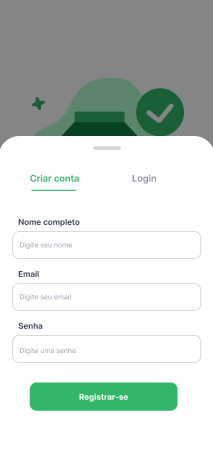 Criar conta
Login
Nome completo
Digite seu nome
Email
Digite seu email
Senha
Digite uma senha
Registrar-se